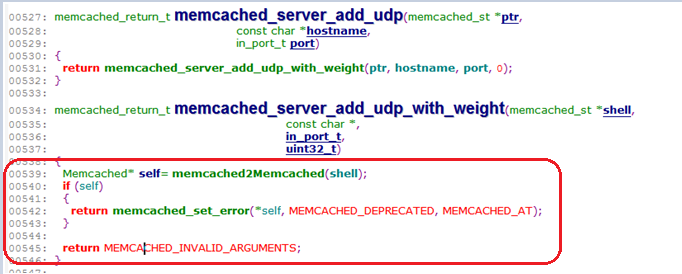 00527: memcached_return_t memcached_server_add_udp(memcached_st *ptr,
00528: const char *hostname,
00529: in_port_t port)
00530: {
00531: return memcached_server_add_udp_with_weight(ptr, hostname, port, 0);
00532: }
00533:
00534: memcached_return_t memcached_server_add_udp_with_weight(memcached_st *shell,
00535: const char *,
00536: in_port_t,
00537: uint32_t)
00538: {
00539: Memcached* self= memcached2Memcached(shell);
00540: if (self)
00541: {
00542: return memcached_set_error(*self, MEMCACHED_DEPRECATED, MEMCACHED_AT);
00543: }
00544:
00545: return MEMCACHED_INVALID_ARGUMENTS;
00546: }